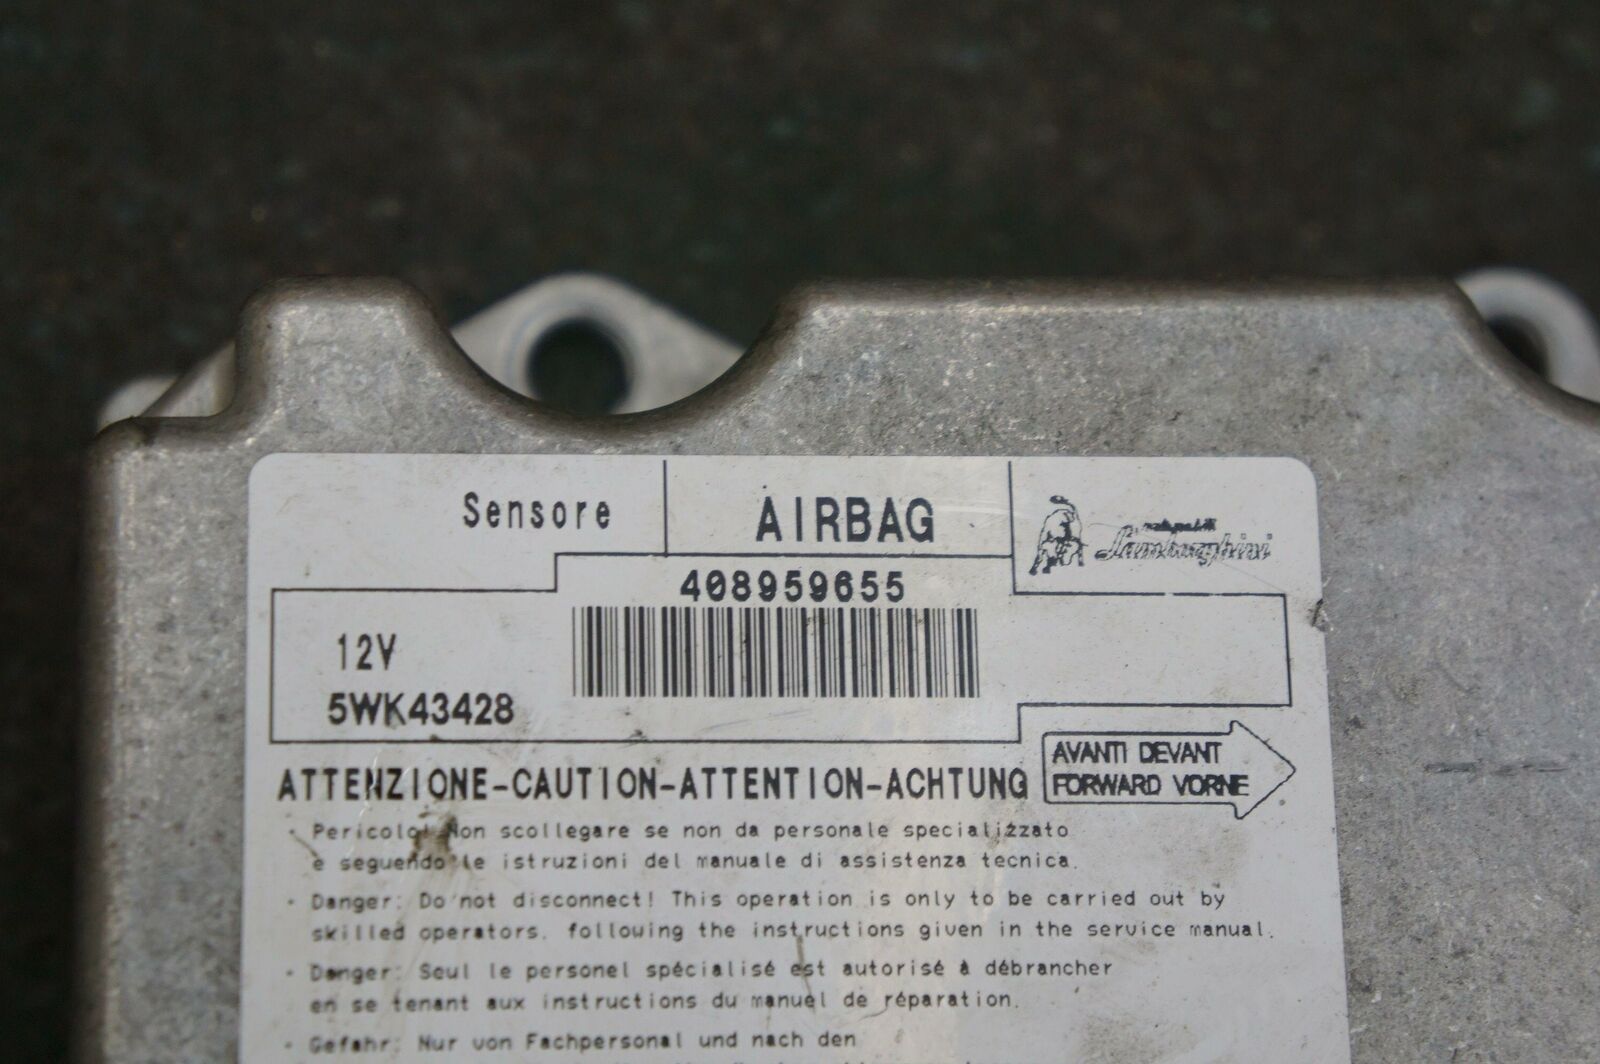 Sensore
AIRBAG
Lamborghini
408959655
12V
5WK43428
ATTENZIONE-CAUTION-ATTENTION-ACHTUNG
AVANTI DEVANT
FORWARD VORNE
· Pericolo! Non scollegare se non da personale specializzato
e seguendo le istruzioni del manuale di assistenza tecnica.
· Danger: Do not disconnect! This operation is only to be carried out by
skilled operators. following the instructions given in the service manual.
· Danger: Seul le personel spécialisé est autorisé à débrancher
en se tenant aux instructions du manuel de réparation.
· Gefahr: Nur von Fachpersonal und nach den